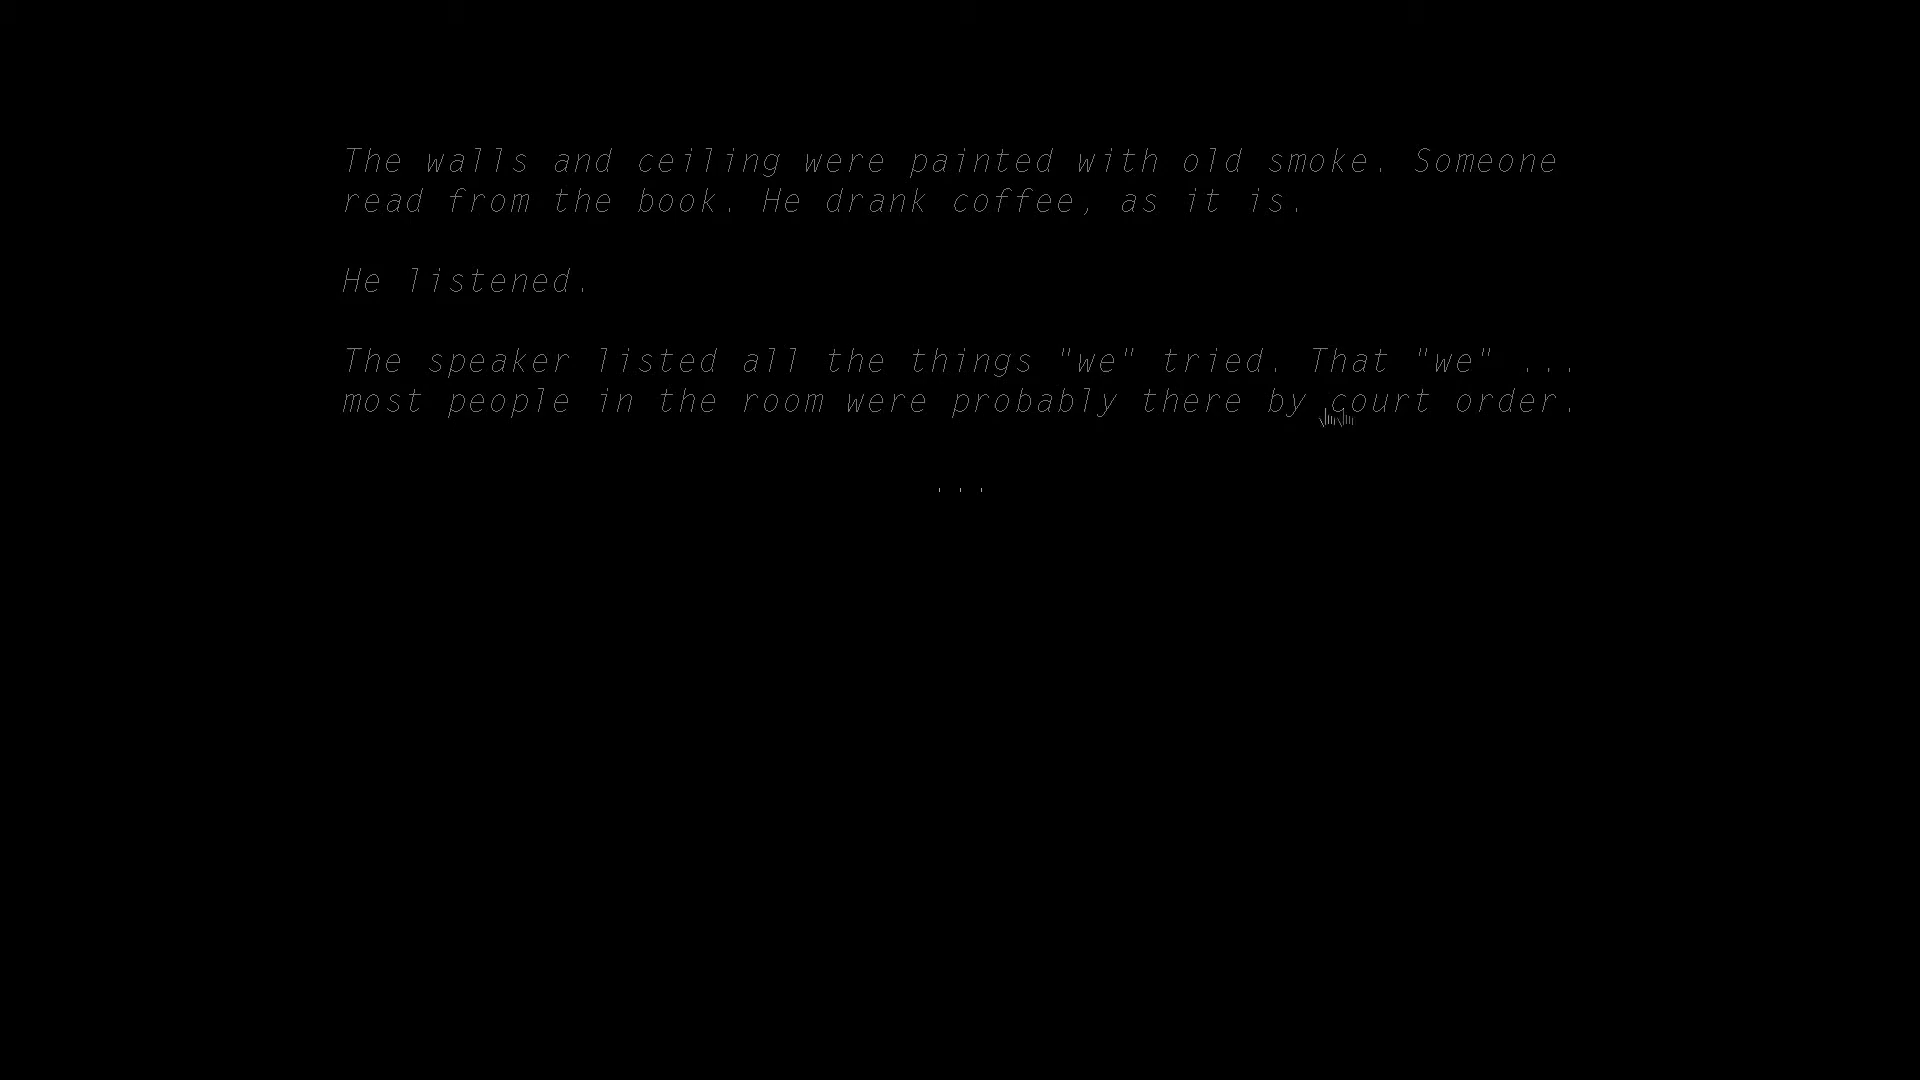 The walls and ceiling were painted with old smoke. Someone
read from the book. He drank coffee, as it is.
He listened.
The speaker listed all the things "we" tried. That "we" ...
most people in the room were probably there by court order.
...